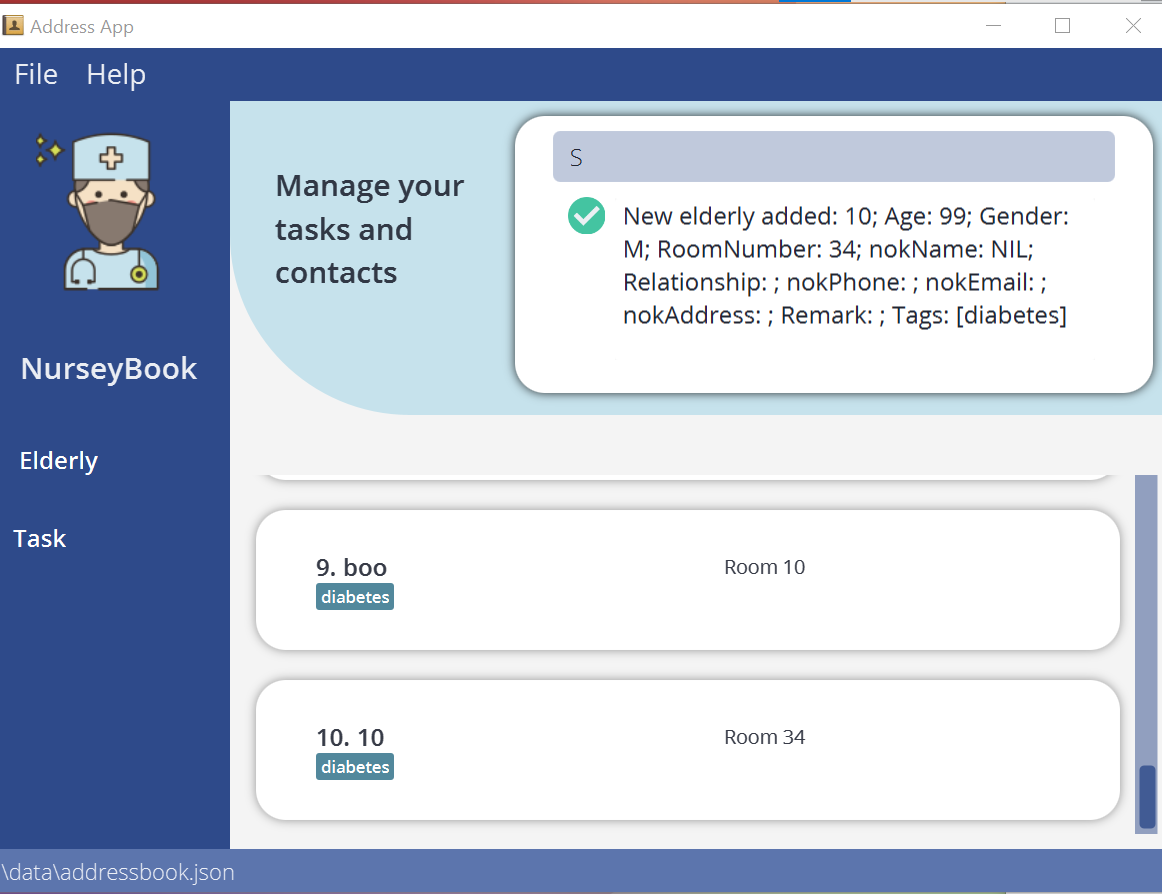 Address App
File Help
NurseyBook
Elderly
Task
Manage your
tasks and
contacts
S
New elderly added: 10; Age: 99; Gender:
M; RoomNumber: 34; nokName: NIL;
Relationship: ; nokPhone: ; nokEmail: ;
nokAddress: ; Remark: ; Tags: [diabetes]
9. boo Room 10
diabetes
10. 10 Room 34
diabetes
\data\addressbook.json